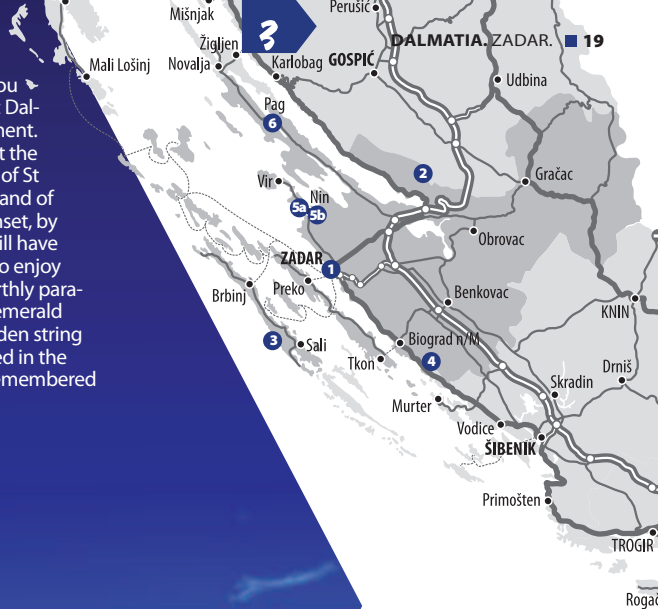 DALMATIA. ZADAR. 19
ou
t Dal-
ment.
t the
of St
and of
nset, by
ill have
o enjoy
rthly para-
emerald
den string
ed in the
emembered
Mišnjak
Perušić
Žigljen
Mali Lošinj
Novalja
Karlobag
GOSPIĆ
Udbina
Pag
6
2
Gračac
Vir
Nin
5a
5b
Obrovac
ZADAR
1
Brbinj
Preko
Benkovac
KNIN
3
Sali
Biograd n/M
Tkon
4
Drniš
Skradin
Murter
Vodice
ŠIBENIK
Primošten
TROGIR
Rogač